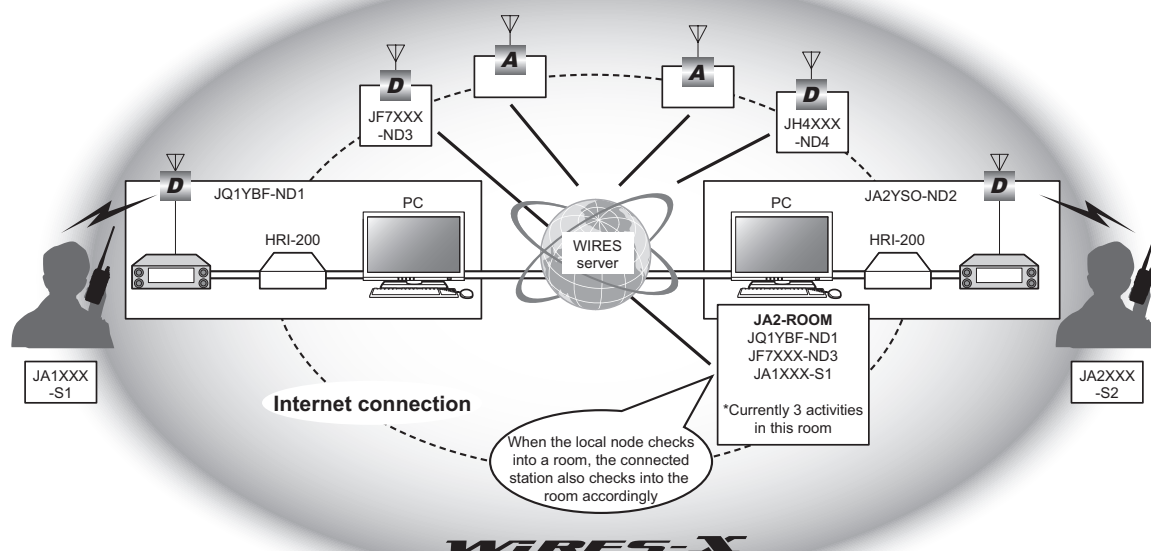 A
A
D
JF7XXX
-ND3
D
JH4XXX
-ND4
D
JQ1YBF-ND1
PC
HRI-200
WIRES
server
PC
JA2YSO-ND2
D
HRI-200
JA1XXX
-S1
JA2-ROOM
JQ1YBF-ND1
JF7XXX-ND3
JA1XXX-S1
*Currently 3 activities
in this room
JA2XXX
-S2
Internet connection
When the local node checks
into a room, the connected
station also checks into the
room accordingly
WiRES-X